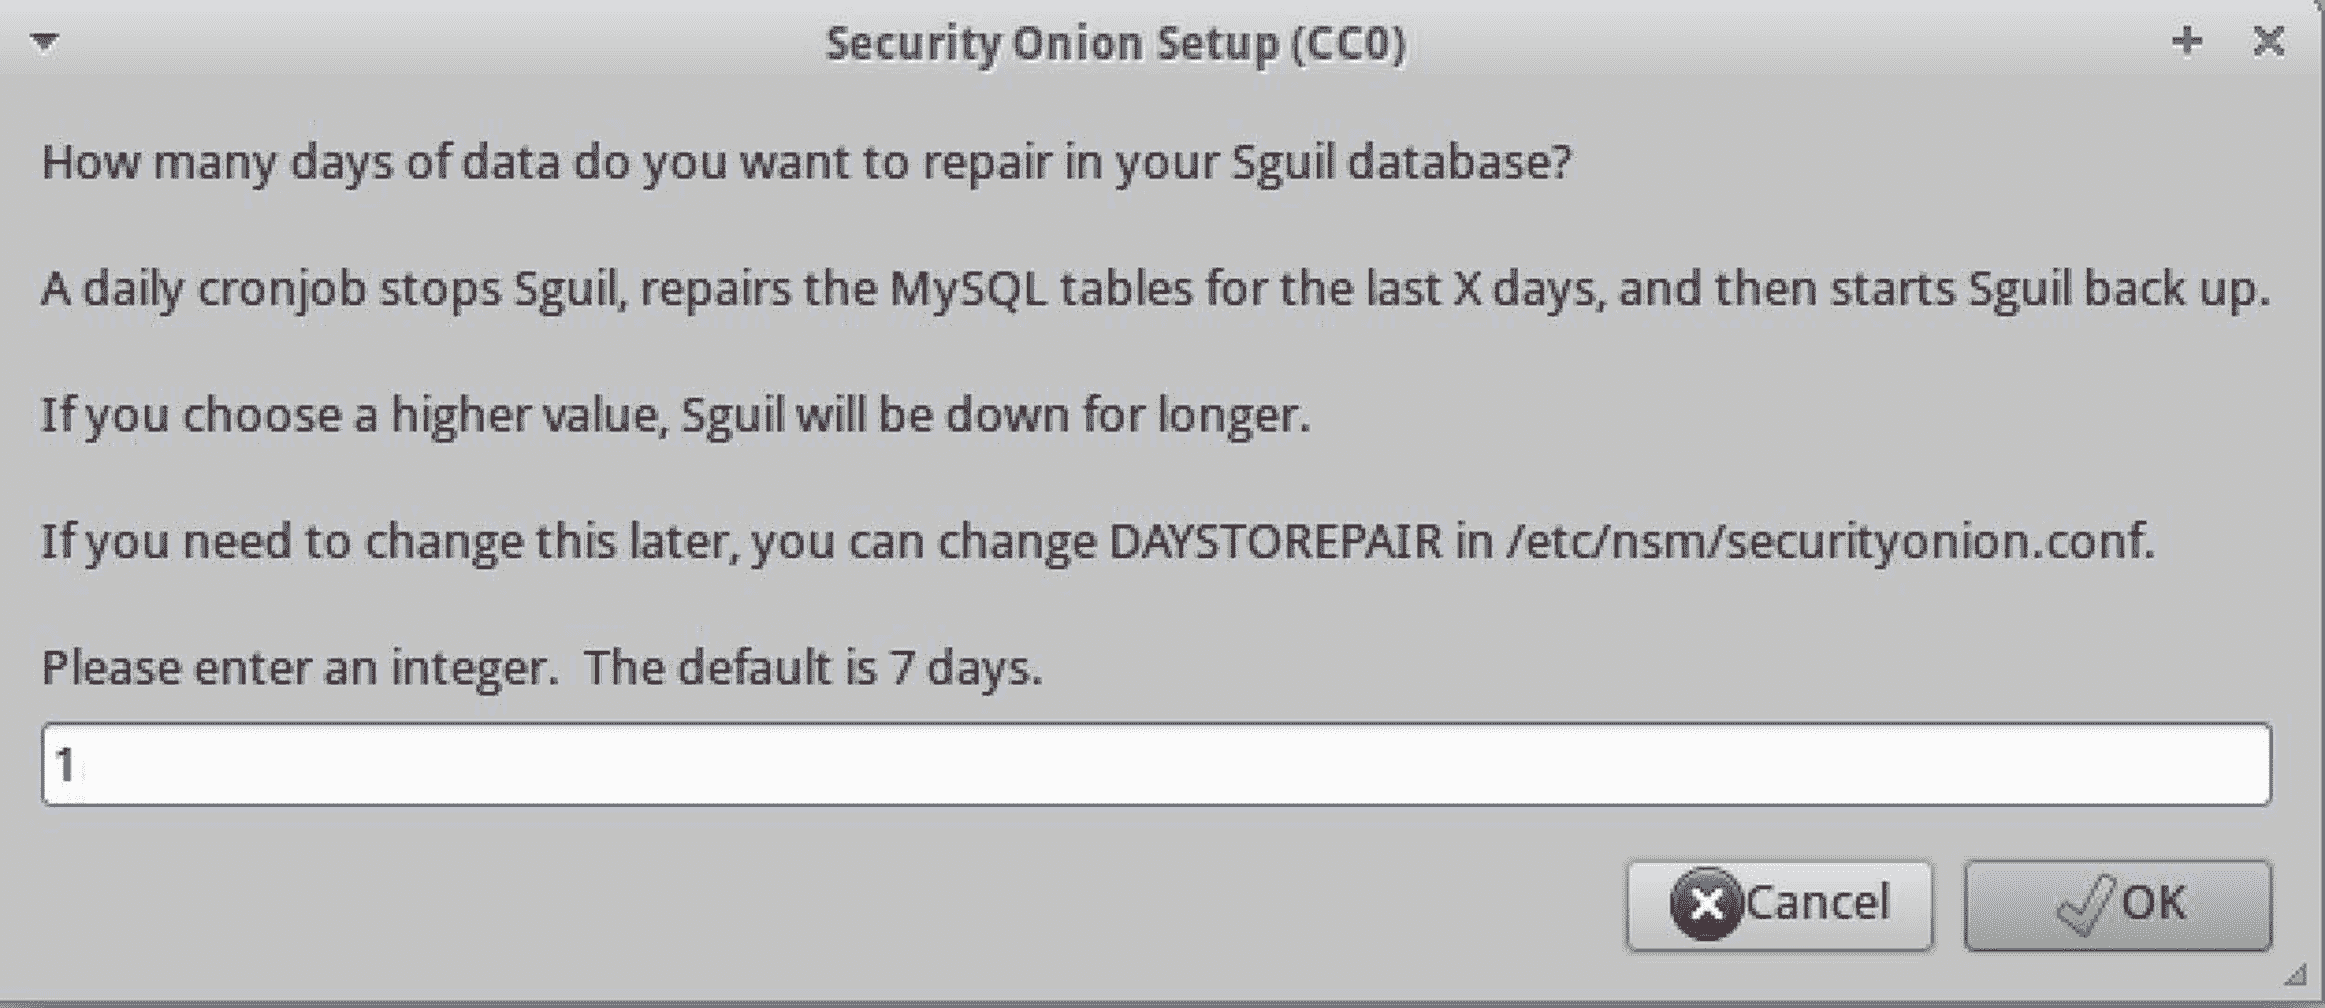 Security Onion Setup (CC0)
How many days of data do you want to repair in your Sguil database?
A daily cronjob stops Sguil, repairs the MySQL tables for the last X days, and then starts Sguil back up.
If you choose a higher value, Sguil will be down for longer.
If you need to change this later, you can change DAYSTOREPAIR in /etc/nsm/securityonion.conf.
Please enter an integer.  The default is 7 days.
1
Cancel OK